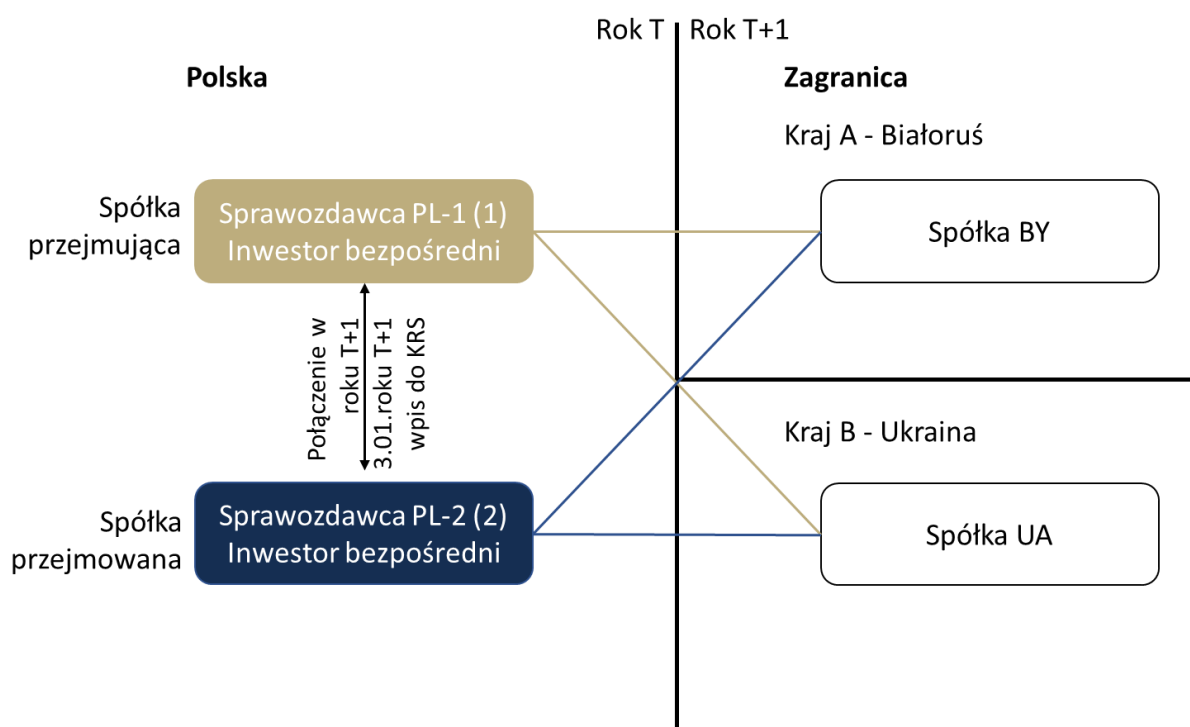 Rok T
Rok T+1
Polska
Zagranica
Kraj A - Białoruś
Spółka
przejmująca
Sprawozdawca PL-1 (1)
Inwestor bezpośredni
Spółka BY
Połączenie w
roku T+1
3.01.roku T+1
wpis do KRS
Kraj B - Ukraina
Spółka
przejmowana
Sprawozdawca PL-2 (2)
Inwestor bezpośredni
Spółka UA